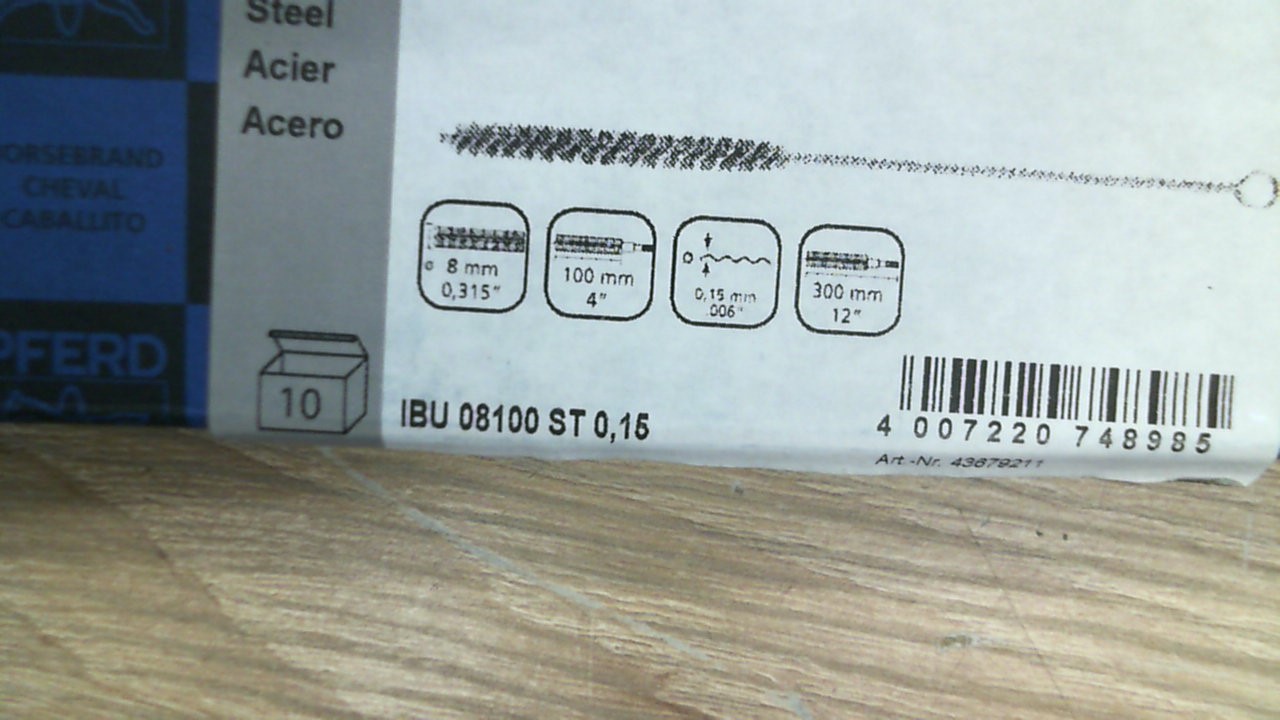 Steel
Acier
Acero
HORSEBRAND
CHEVAL
CABALLITO
PFERD
8 mm
0,315"
100 mm
4"
0,15 mm
.006"
300 mm
12"
10
IBU 08100 ST 0,15
4 007220 748985
Art.-Nr. 43679211